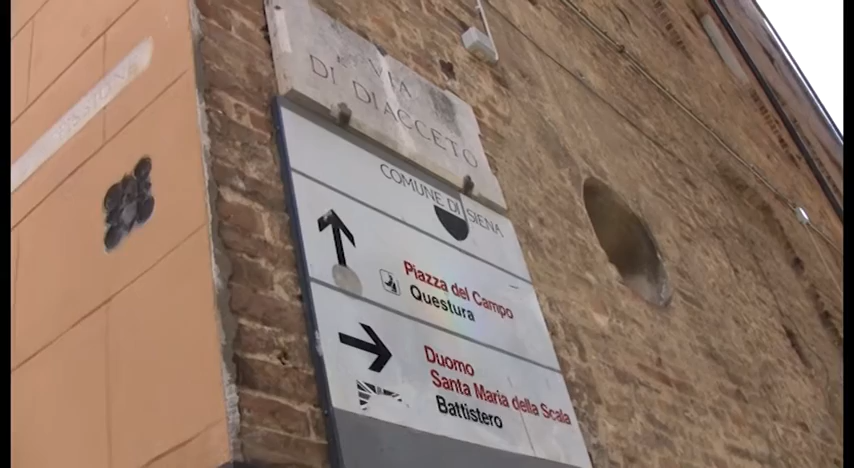 VIA
DI DIACCETO
COMUNE DI SIENA
Piazza del Campo
Questura
Duomo
Santa Maria della Scala
Battistero